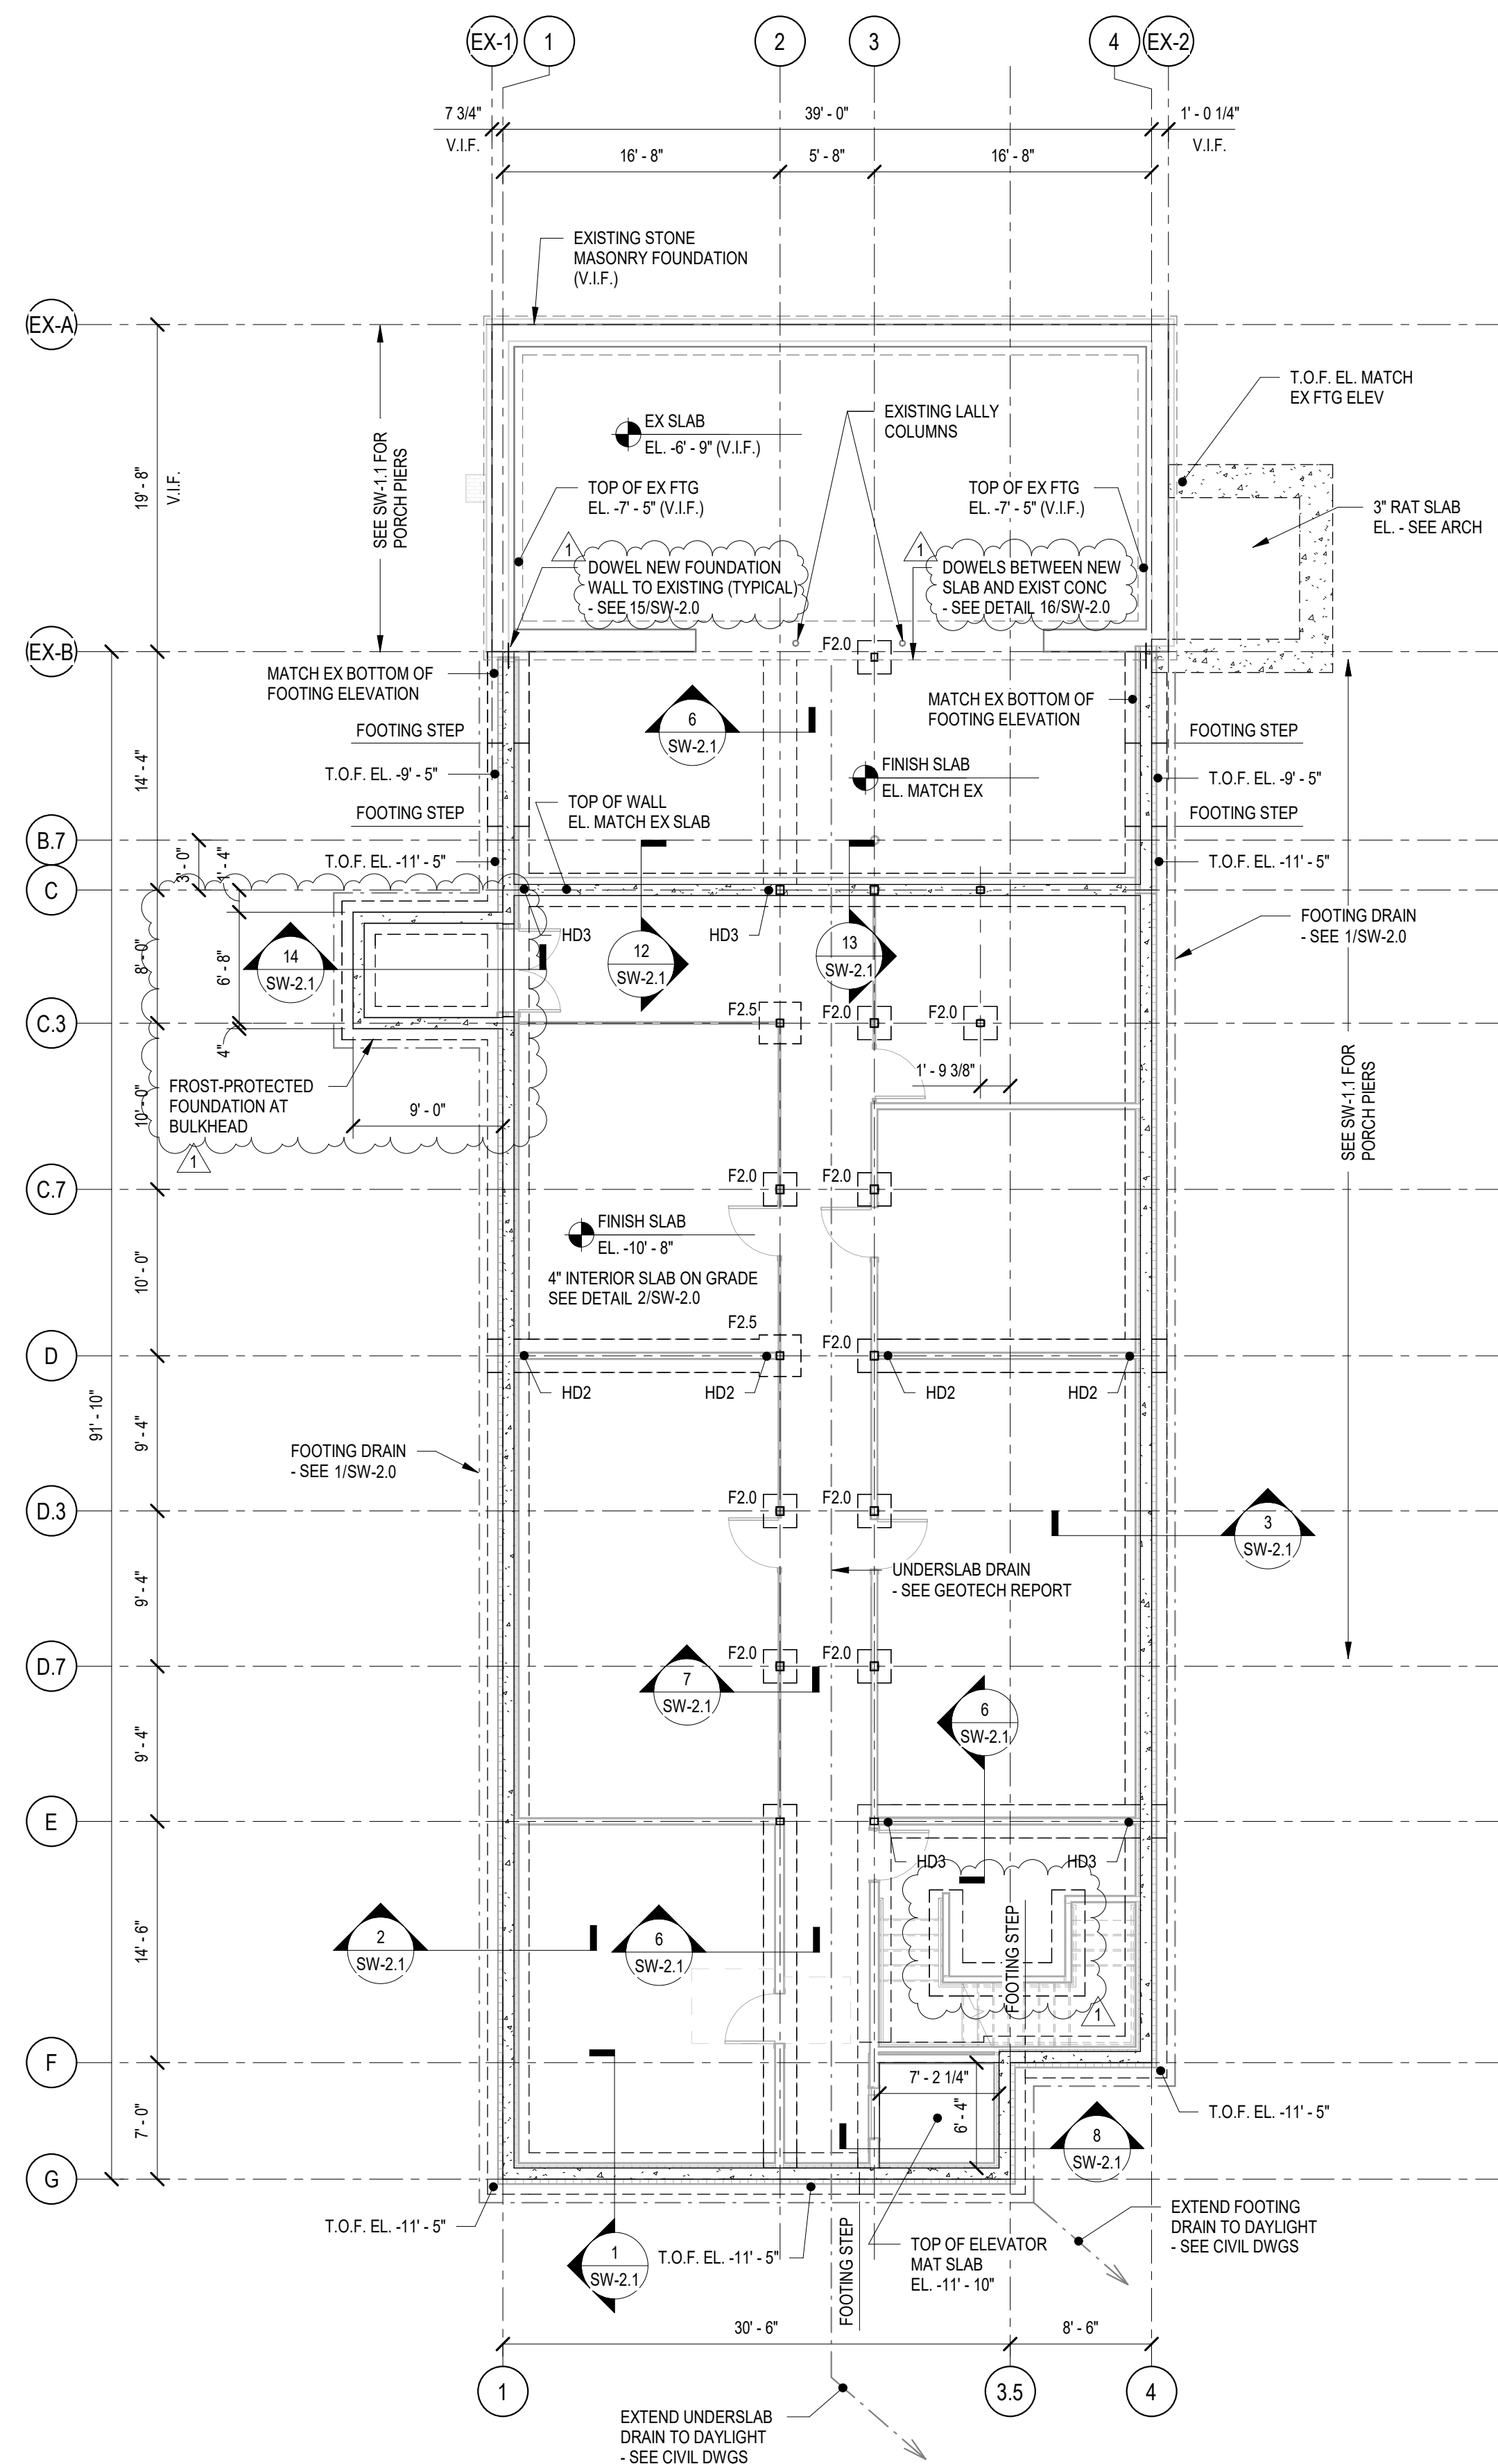 EX-1
1
2
3
4
EX-2
7 3/4"
V.I.F.
39' - 0"
1' - 0 1/4"
V.I.F.
16' - 8"
5' - 8"
16' - 8"
EXISTING STONE
MASONRY FOUNDATION
(V.I.F.)
EX-A
19' - 8"
V.I.F.
SEE SW-1.1 FOR
PORCH PIERS
EX SLAB
EL. -6' - 9" (V.I.F.)
EXISTING LALLY
COLUMNS
T.O.F. EL. MATCH
EX FTG ELEV
TOP OF EX FTG
EL. -7' - 5" (V.I.F.)
TOP OF EX FTG
EL. -7' - 5" (V.I.F.)
3" RAT SLAB
EL. - SEE ARCH
1
DOWEL NEW FOUNDATION
WALL TO EXISTING (TYPICAL)
- SEE 15/SW-2.0
1
DOWELS BETWEEN NEW
SLAB AND EXIST CONC
- SEE DETAIL 16/SW-2.0
EX-B
F2.0
MATCH EX BOTTOM OF
FOOTING ELEVATION
MATCH EX BOTTOM OF
FOOTING ELEVATION
6
SW-2.1
FOOTING STEP
FOOTING STEP
14' - 4"
T.O.F. EL. -9' - 5"
FINISH SLAB
EL. MATCH EX
T.O.F. EL. -9' - 5"
FOOTING STEP
TOP OF WALL
EL. MATCH EX SLAB
FOOTING STEP
B.7
3' - 0"
1' - 4"
T.O.F. EL. -11' - 5"
T.O.F. EL. -11' - 5"
C
HD3
HD3
FOOTING DRAIN
- SEE 1/SW-2.0
8' - 0"
6' - 8"
14
SW-2.1
12
SW-2.1
13
SW-2.1
C.3
F2.5
F2.0
F2.0
4"
1' - 9 3/8"
FROST-PROTECTED
FOUNDATION AT
BULKHEAD
10' - 0"
9' - 0"
1
SEE SW-1.1 FOR
PORCH PIERS
C.7
F2.0
F2.0
FINISH SLAB
EL. -10' - 8"
10' - 0"
4" INTERIOR SLAB ON GRADE
SEE DETAIL 2/SW-2.0
D
F2.5
F2.0
HD2
HD2
HD2
HD2
91' - 10"
9' - 4"
FOOTING DRAIN
- SEE 1/SW-2.0
D.3
F2.0
F2.0
3
SW-2.1
9' - 4"
UNDERSLAB DRAIN
- SEE GEOTECH REPORT
D.7
F2.0
F2.0
7
SW-2.1
6
SW-2.1
9' - 4"
E
HD3
HD3
14' - 6"
2
SW-2.1
6
SW-2.1
FOOTING STEP
1
F
7' - 2 1/4"
6' - 4"
T.O.F. EL. -11' - 5"
7' - 0"
8
SW-2.1
G
T.O.F. EL. -11' - 5"
1
SW-2.1
T.O.F. EL. -11' - 5"
FOOTING STEP
TOP OF ELEVATOR
MAT SLAB
EL. -11' - 10"
EXTEND FOOTING
DRAIN TO DAYLIGHT
- SEE CIVIL DWGS
30' - 6"
8' - 6"
1
3.5
4
EXTEND UNDERSLAB
DRAIN TO DAYLIGHT
- SEE CIVIL DWGS